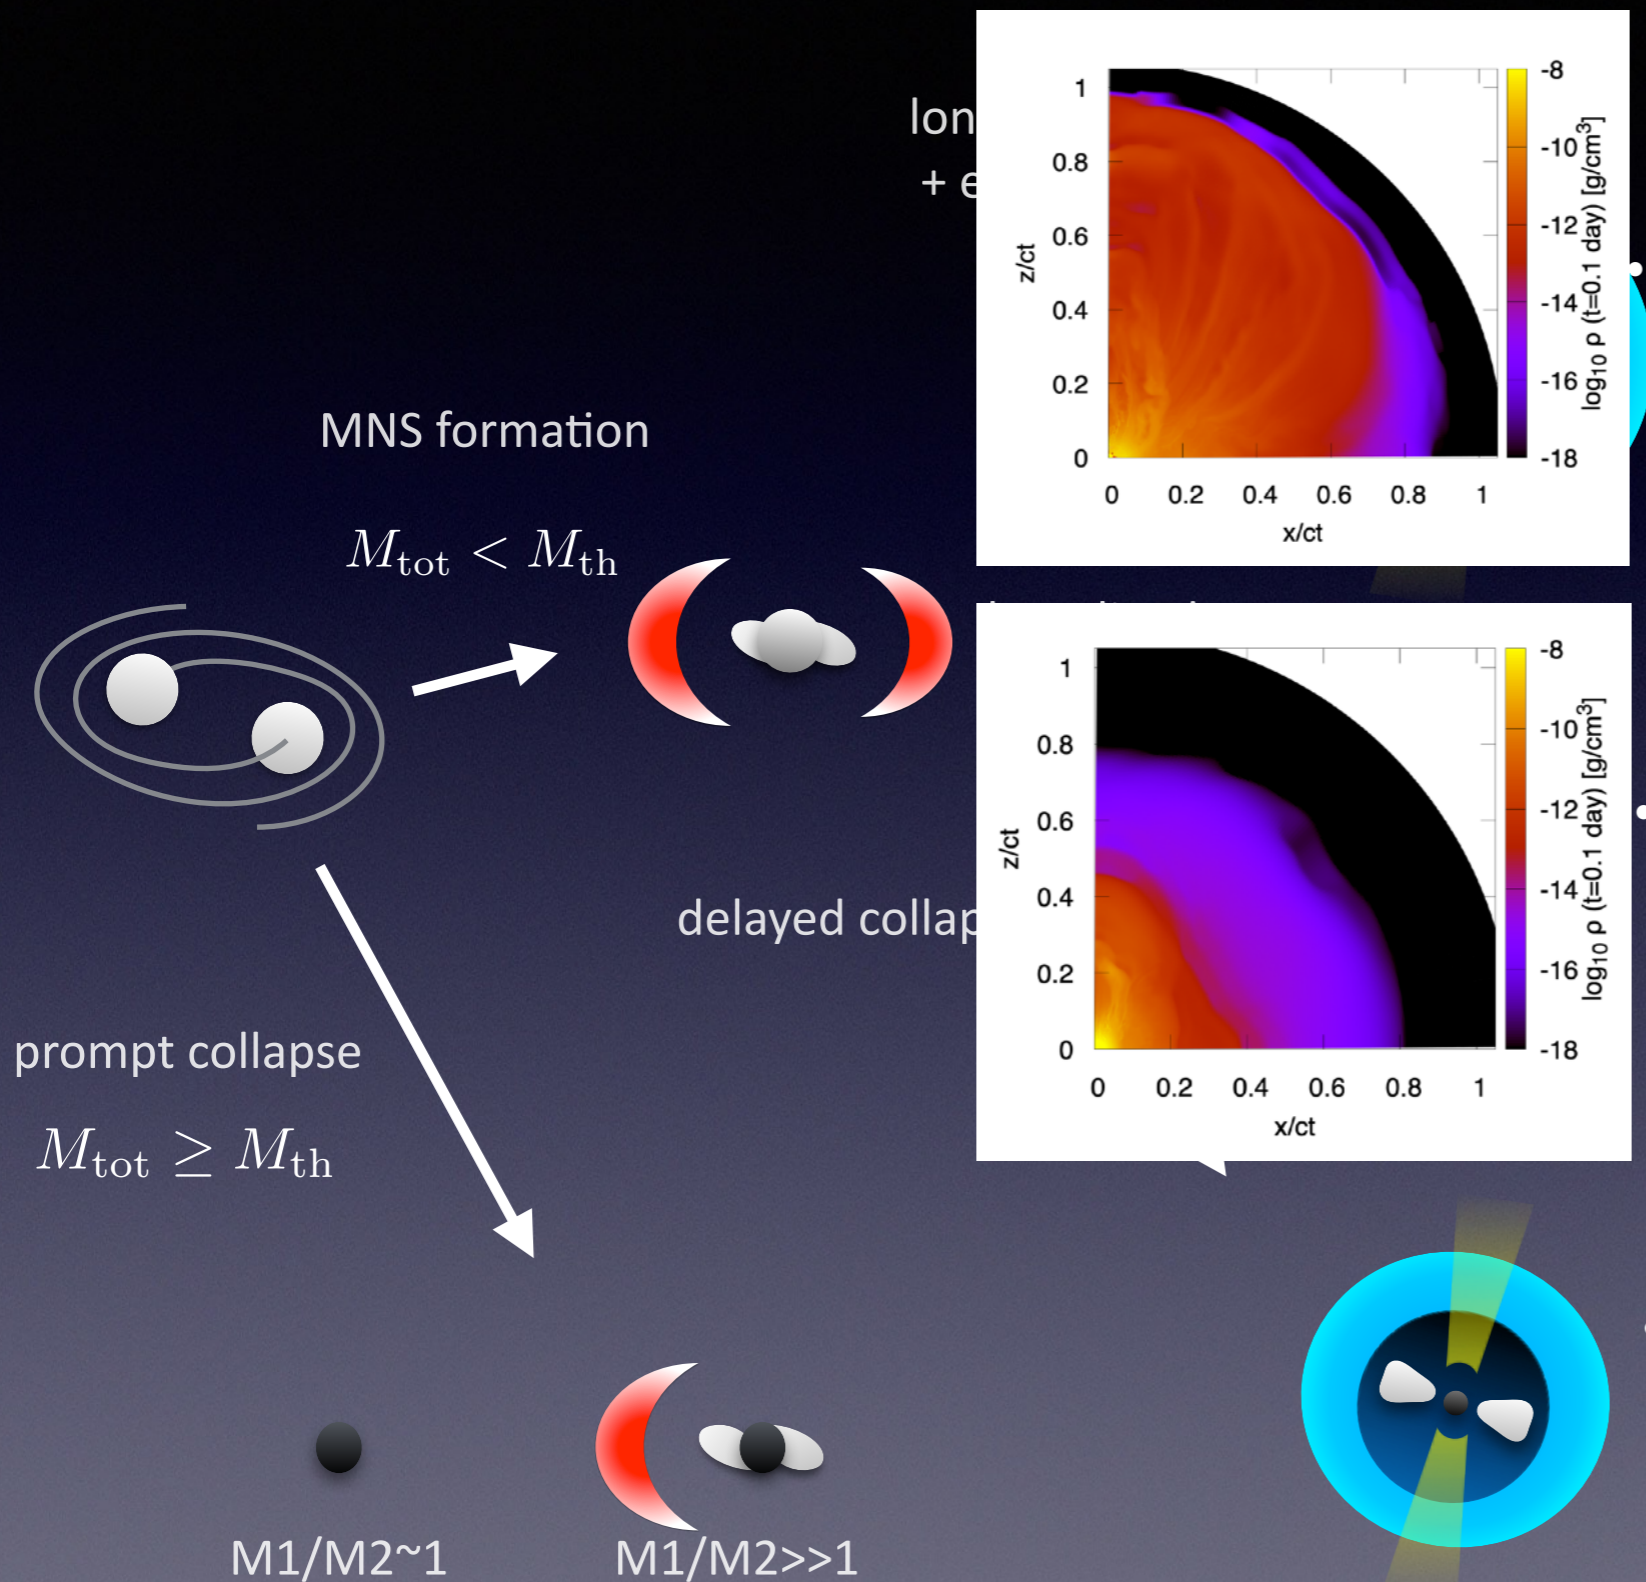 MNS formation
M_tot < M_th
prompt collapse
M_tot ≥ M_th
M1/M2~1
M1/M2>>1
delayed
1
0.8
0.6
0.4
0.2
0
z/ct
0 0.2 0.4 0.6 0.8 1
x/ct
-8
-10
-12
-14
-16
-18
log10 ρ (t=0.1 day) [g/cm3]
1
0.8
0.6
0.4
0.2
0
z/ct
0 0.2 0.4 0.6 0.8 1
x/ct
-8
-10
-12
-14
-16
-18
log10 ρ (t=0.1 day) [g/cm3]